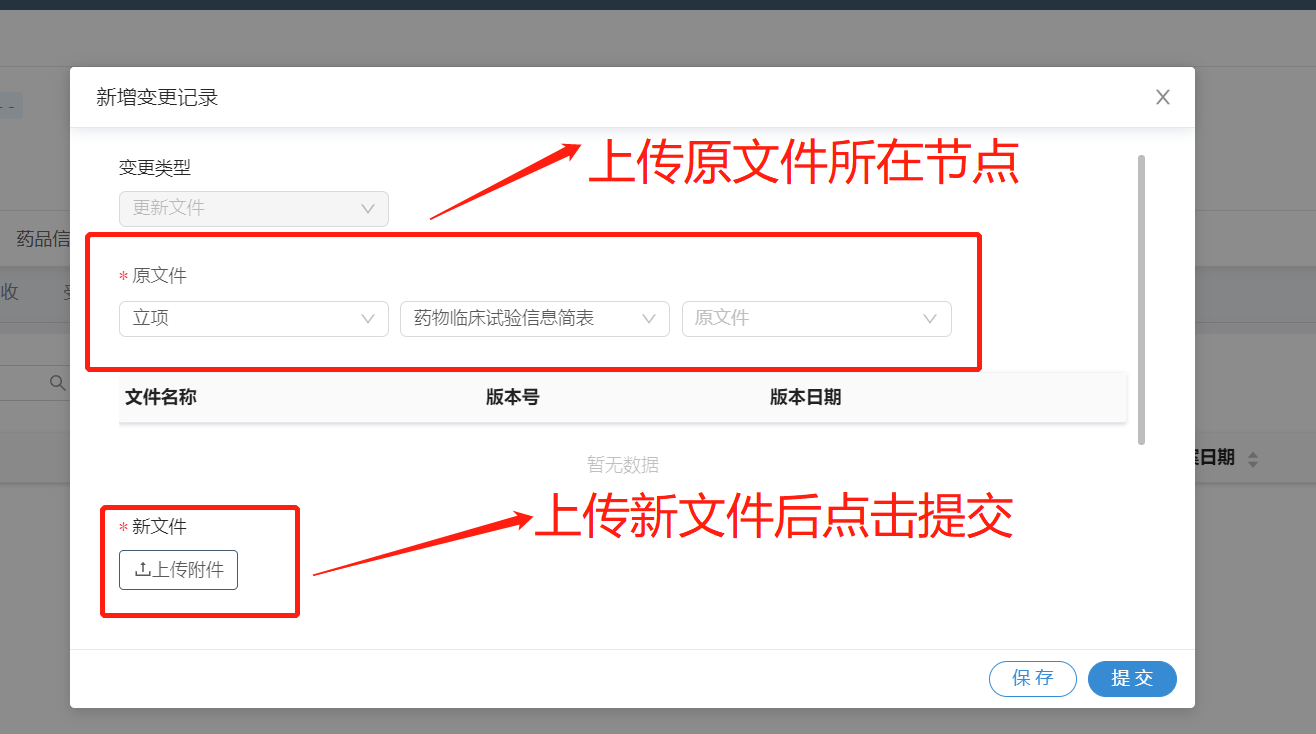 新增变更记录
上传原文件所在节点
变更类型
更新文件
药品信
* 原文件
收
立项
药物临床试验信息简表
原文件
文件名称
版本号
版本日期
日期
暂无数据
上传新文件后点击提交
* 新文件
上传附件
保存
提交